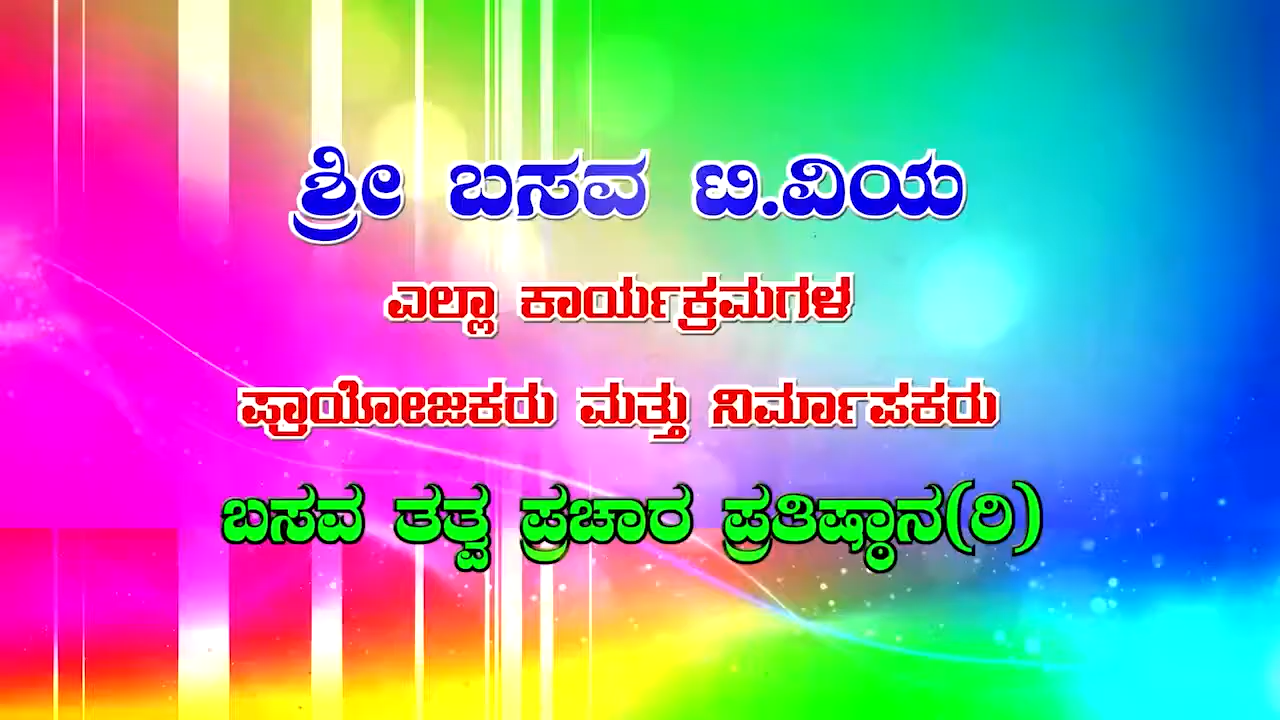 ಶ್ರೀ ಬಸವ ಟಿ.ವಿಯ
ಎಲ್ಲಾ ಕಾರ್ಯಕ್ರಮಗಳ
ಪ್ರಾಯೋಜಕರು ಮತ್ತು ನಿರ್ಮಾಪಕರು
ಬಸವ ತತ್ವ ಪ್ರಚಾರ ಪ್ರತಿಷ್ಠಾನ(ರಿ)